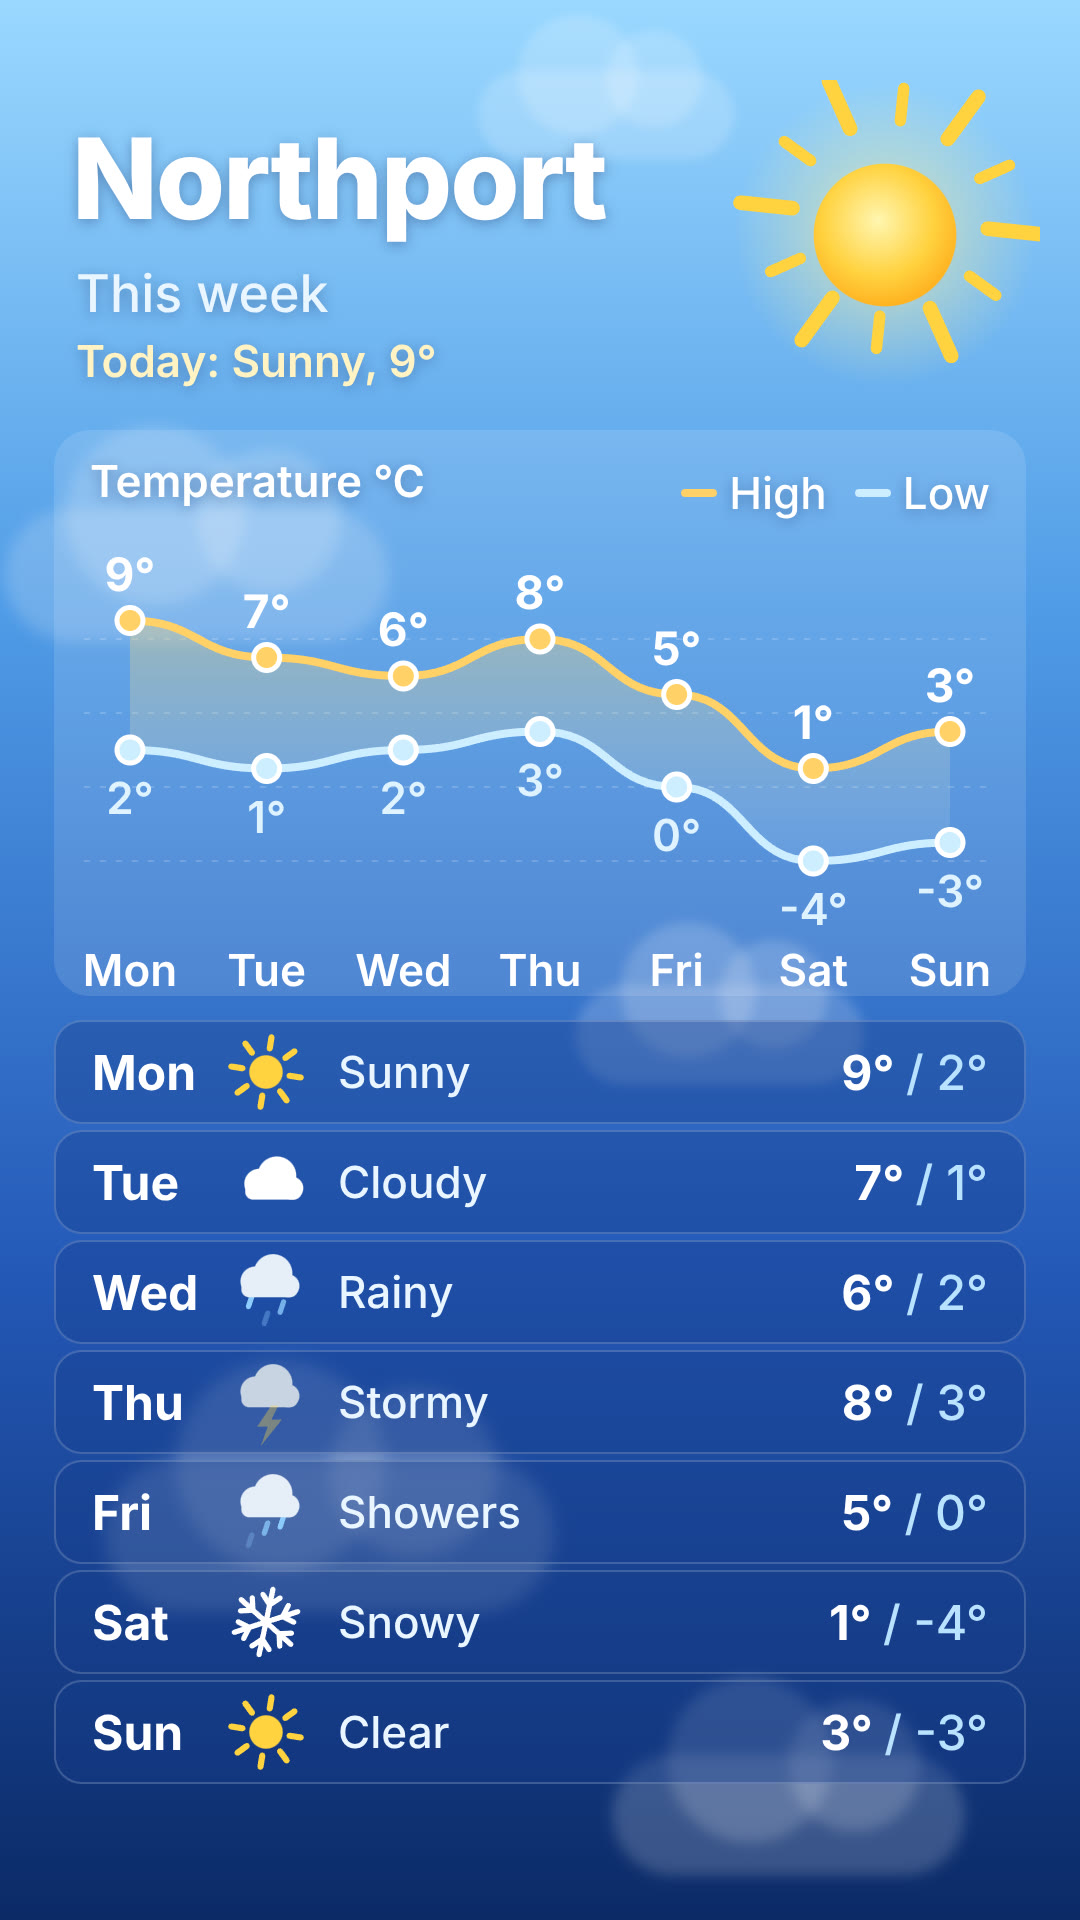 Northport
This week
Today: Sunny, 9°
Temperature °C
High Low
9° 7° 6° 8° 5° 1° 3°
2° 1° 2° 3° 0° -4° -3°
Mon Tue Wed Thu Fri Sat Sun
Mon Sunny 9° / 2°
Tue Cloudy 7° / 1°
Wed Rainy 6° / 2°
Thu Stormy 8° / 3°
Fri Showers 5° / 0°
Sat Snowy 1° / -4°
Sun Clear 3° / -3°